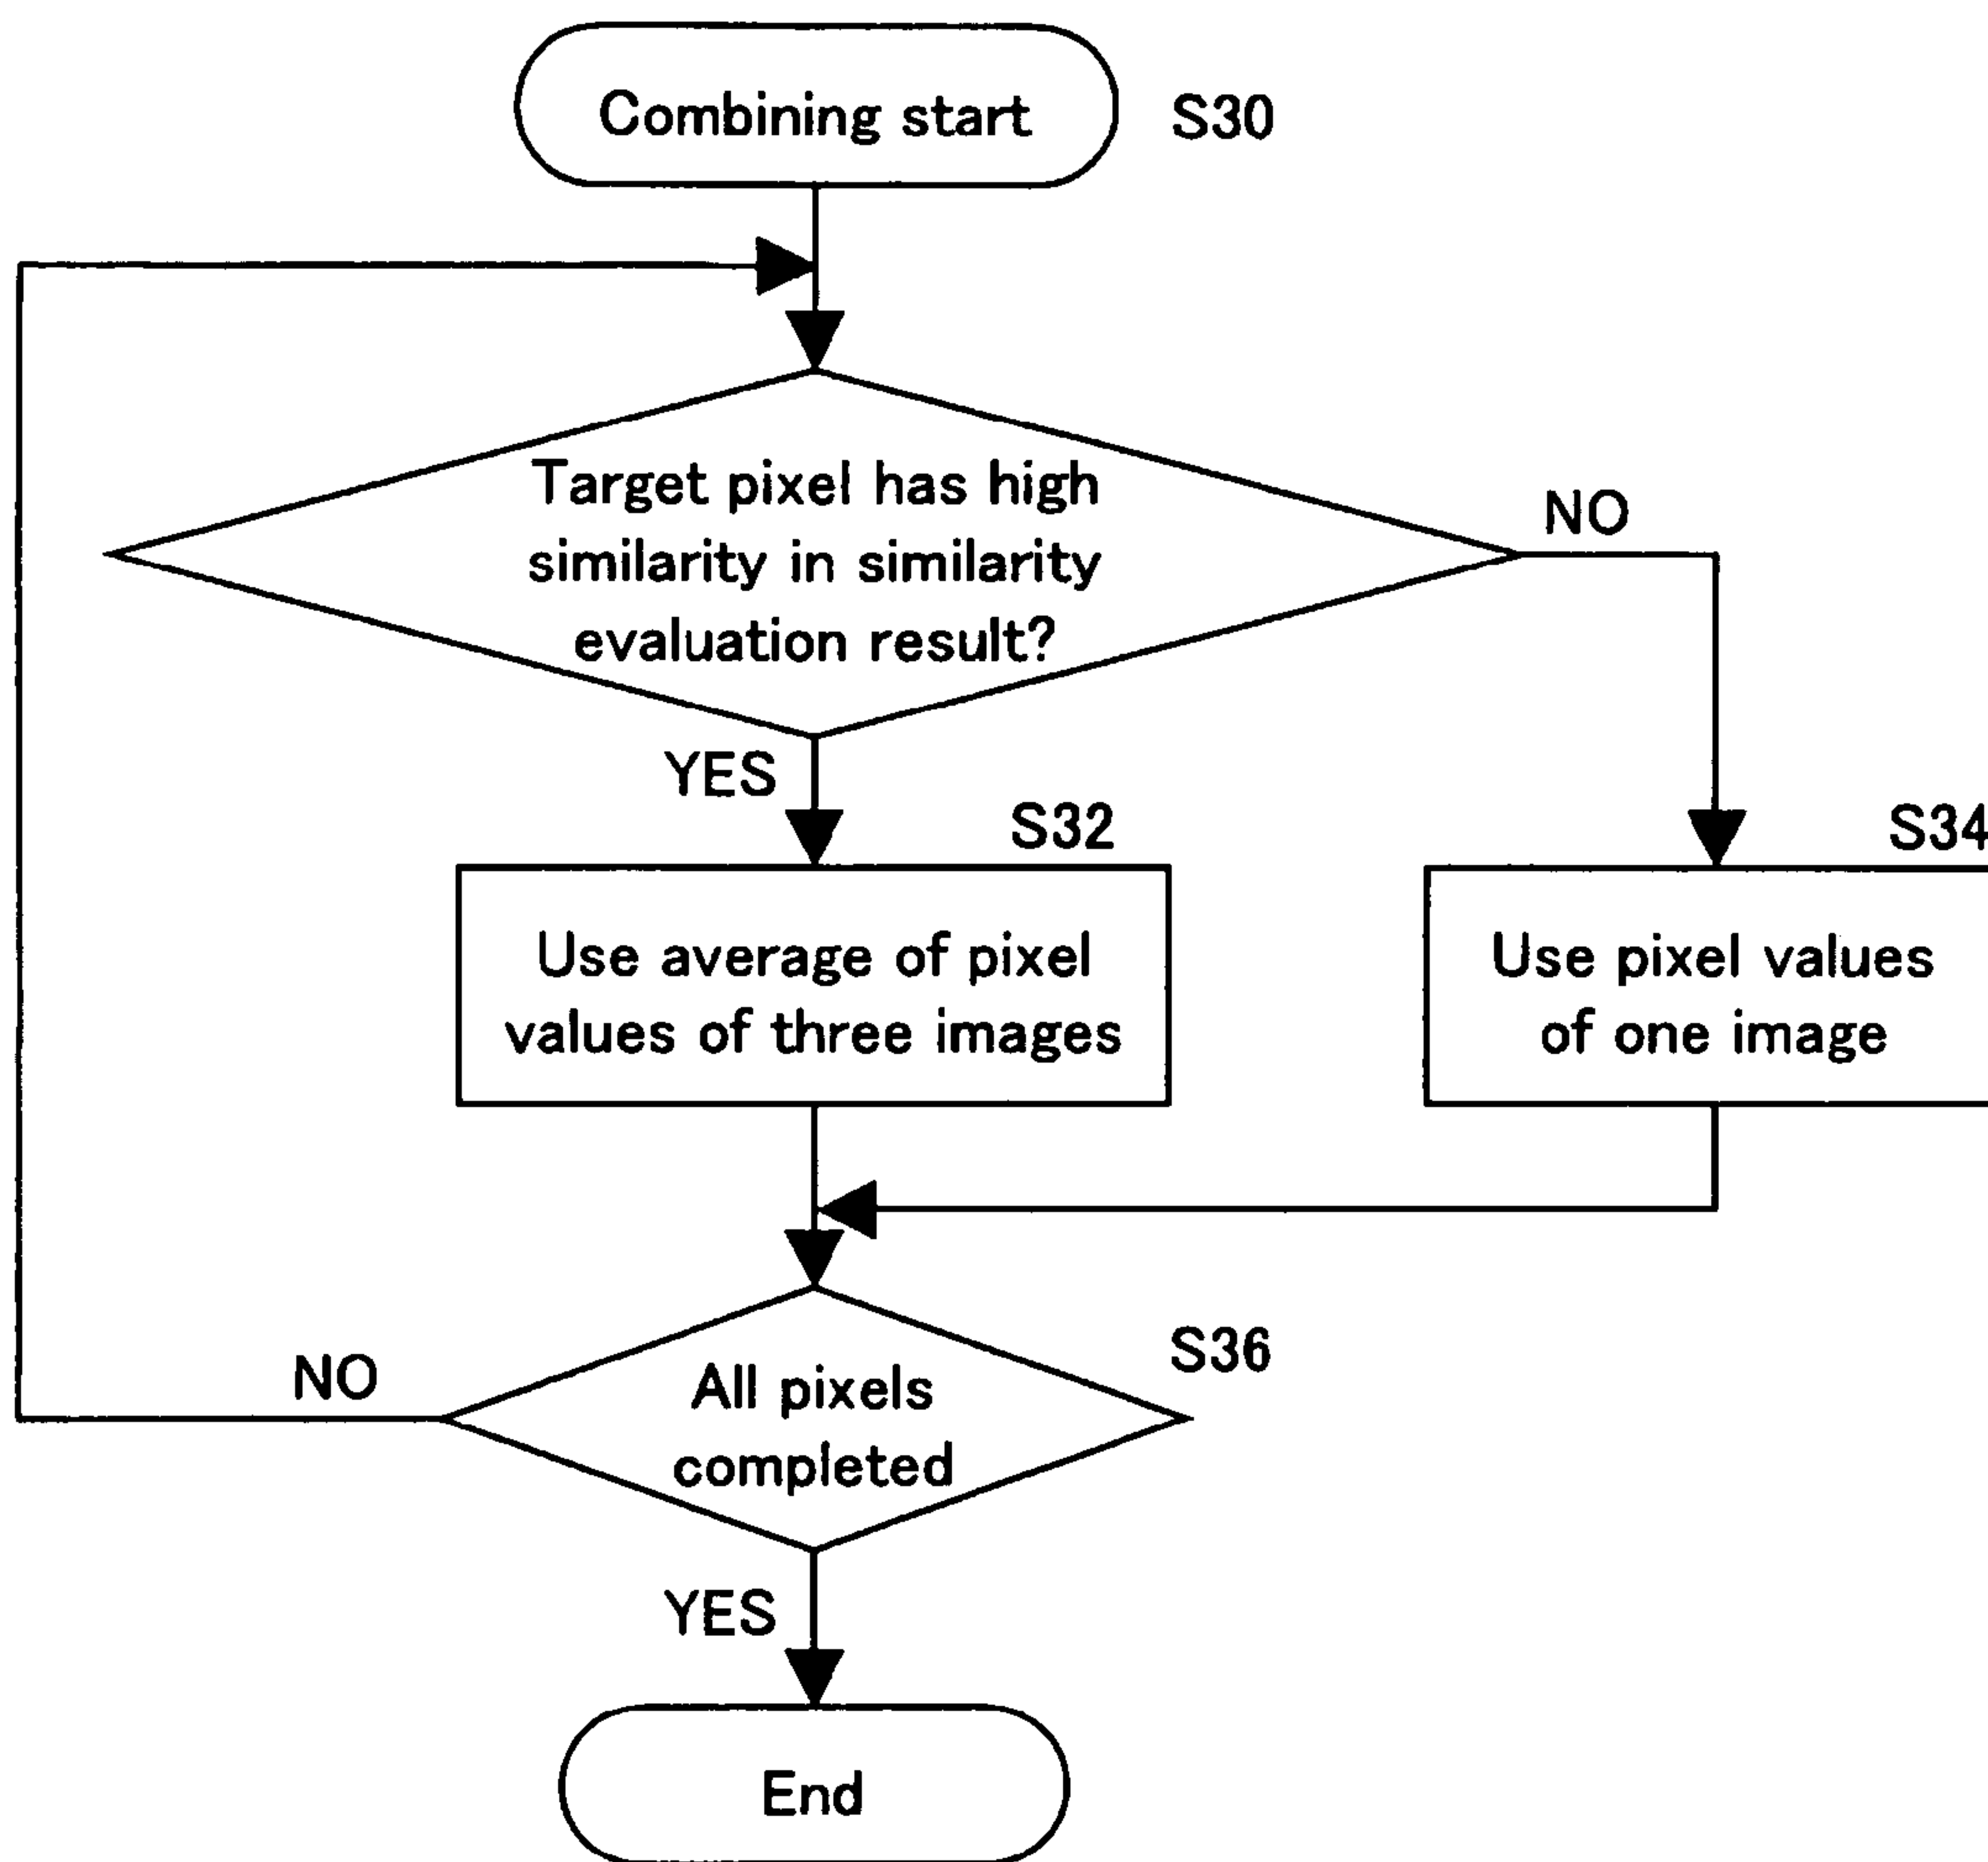 Combining start
S30
Target pixel has high
similarity in similarity
evaluation result?
NO
YES
S32
S34
Use average of pixel
values of three images
Use pixel values
of one image
S36
NO
All pixels
completed
YES
End